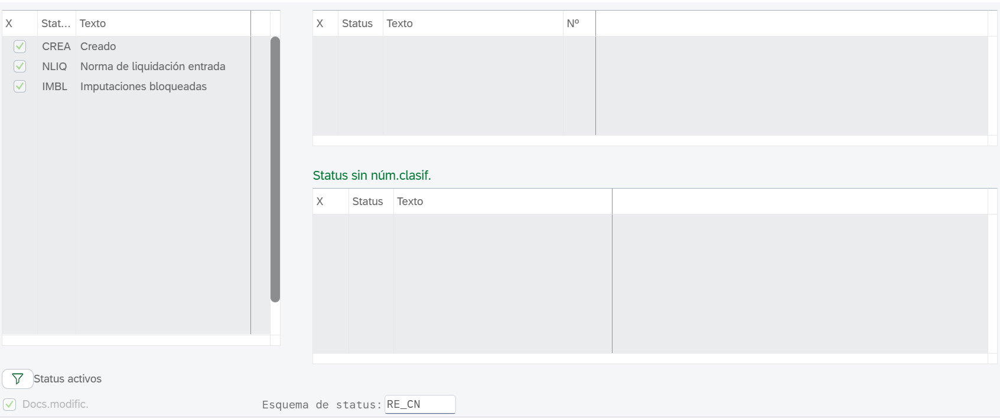 X Stat... Texto
CREA Creado
NLIQ Norma de liquidación entrada
IMBL Imputaciones bloqueadas
X Status Texto Nº
Status sin núm.clasif.
X Status Texto
Status activos
Docs.modific.
Esquema de status: RE_CN